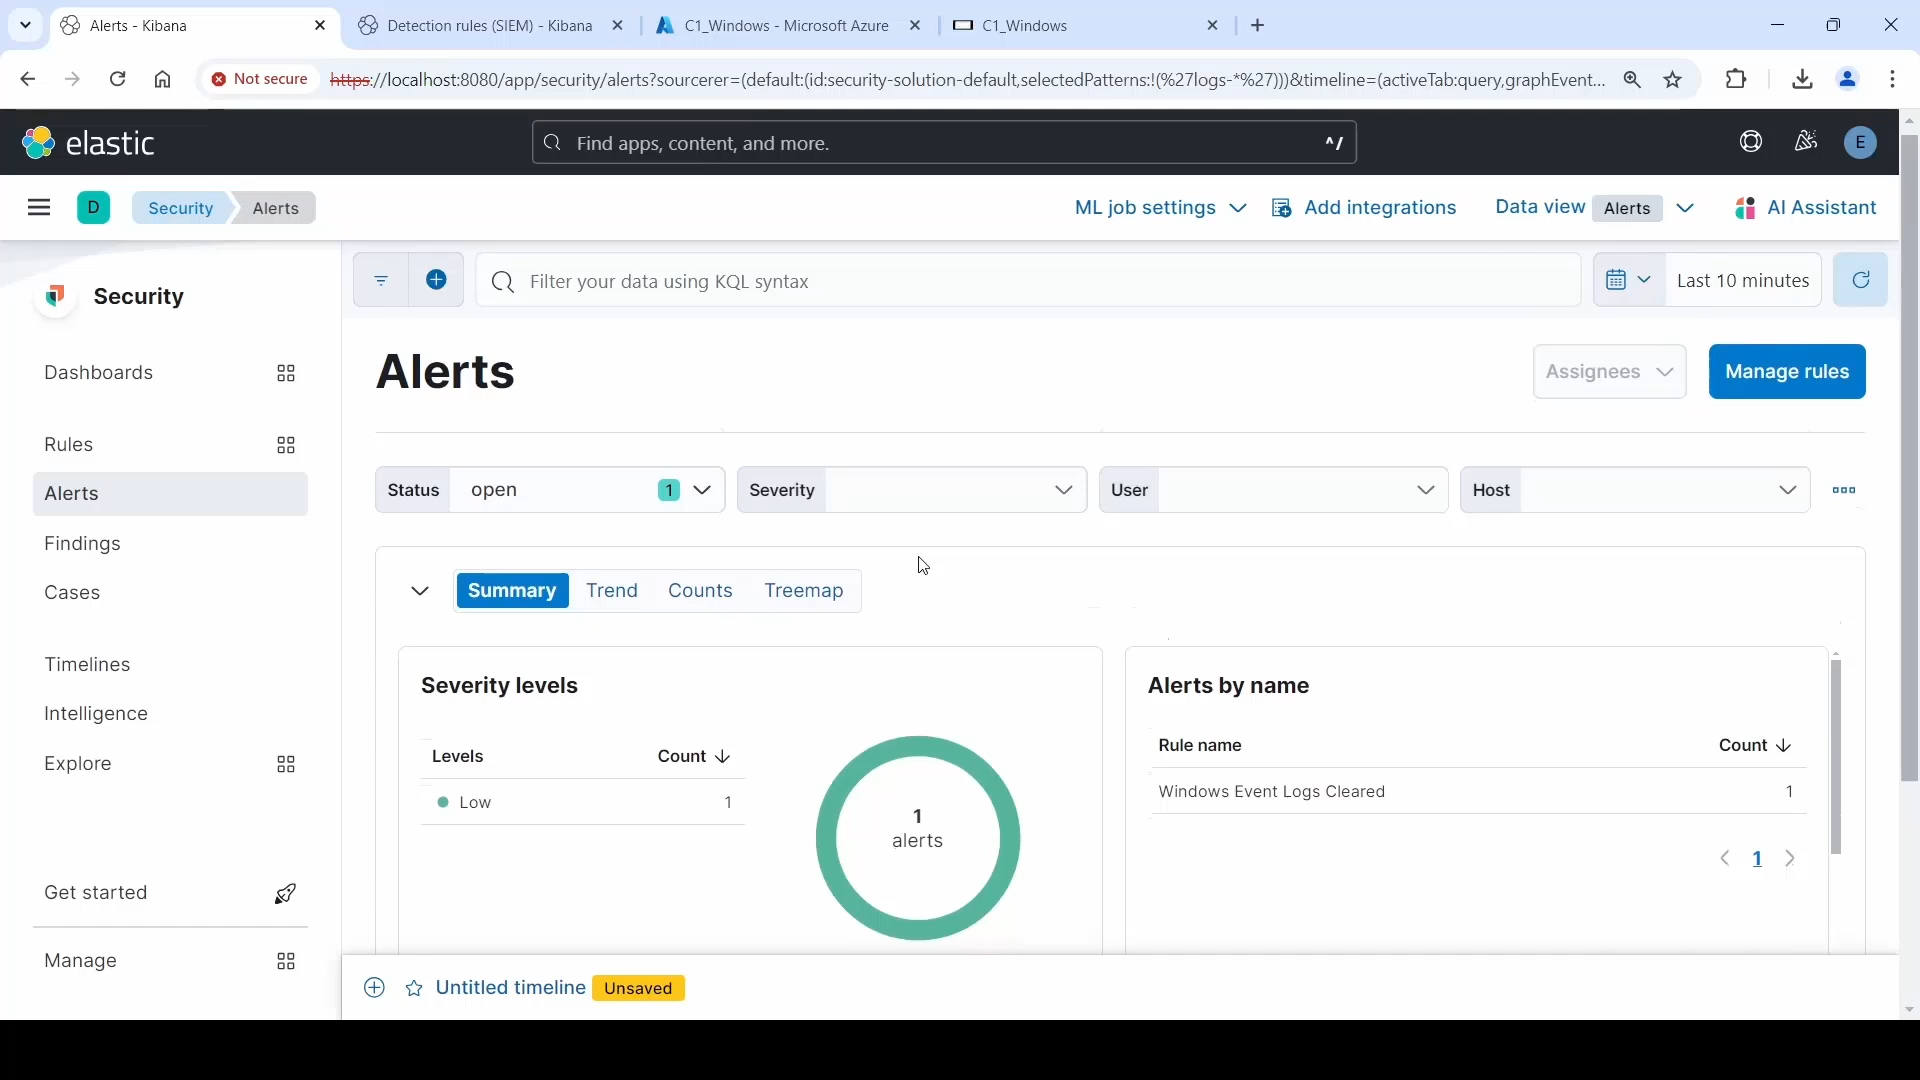 Alerts - Kibana
Detection rules (SIEM) - Kibana
C1_Windows - Microsoft Azure
C1_Windows
Not secure
https://localhost:8080/app/security/alerts?sourcerer=(default:(id:security-solution-default,selectedPatterns:!(%27logs-*%27)))&timeline=(activeTab:query,graphEvent...
elastic
Find apps, content, and more.
^/
E
D
Security
Alerts
ML job settings
Add integrations
Data view
Alerts
AI Assistant
Security
Dashboards
Rules
Alerts
Findings
Cases
Timelines
Intelligence
Explore
Get started
Manage
Filter your data using KQL syntax
Last 10 minutes
Alerts
Assignees
Manage rules
Status
open
1
Severity
User
Host
Summary
Trend
Counts
Treemap
Severity levels
Levels
Count
Low
1
1
alerts
Alerts by name
Rule name
Count
Windows Event Logs Cleared
1
1
Untitled timeline
Unsaved